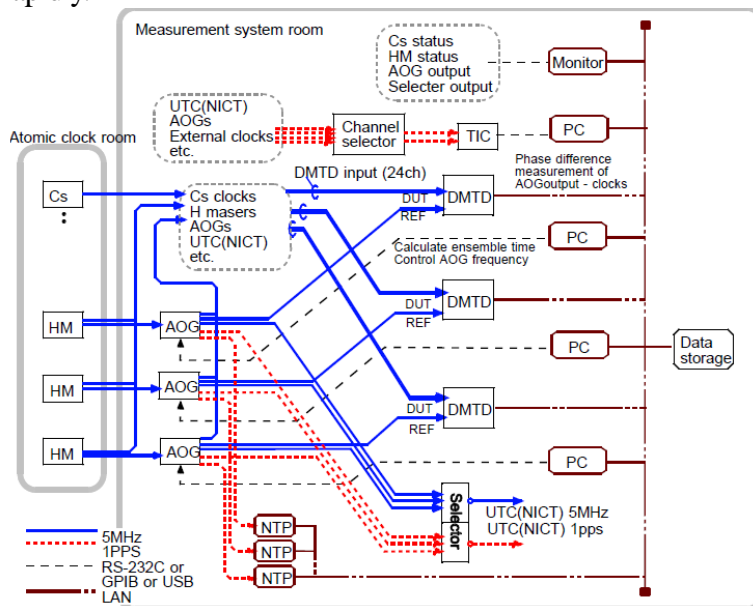 apidly.
Measurement system room
Cs status
HM status
AOG output
Selecter output
Monitor
UTC(NICT)
AOGs
External clocks
etc.
Channel
selector
TIC
PC
Atomic clock room
Phase difference
measurement of
AGOutput - clocks
DMTD input (24ch)
Cs
:
Cs clocks
H masers
AOGs
UTC(NICT)
etc.
DUT
REF
DMTD
PC
Calculate ensemble time
Control AOG frequency
HM
AOG
DUT
REF
DMTD
PC
Data
storage
HM
AOG
DUT
REF
DMTD
HM
AOG
PC
Selector
Selector
UTC(NICT) 5MHz
UTC(NICT) 1pps
NTP
NTP
NTP
5MHz
1PPS
RS-232C or
GPIB or USB
LAN